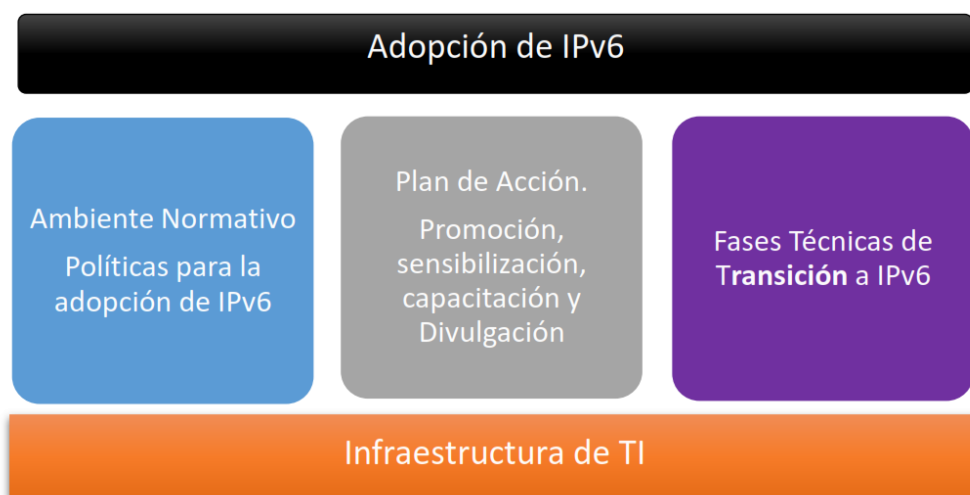 Adopción de IPv6
Ambiente Normativo
Políticas para la
adopción de IPv6
Plan de Acción.
Promoción,
sensibilización,
capacitación y
Divulgación
Fases Técnicas de
Transición a IPv6
Infraestructura de TI